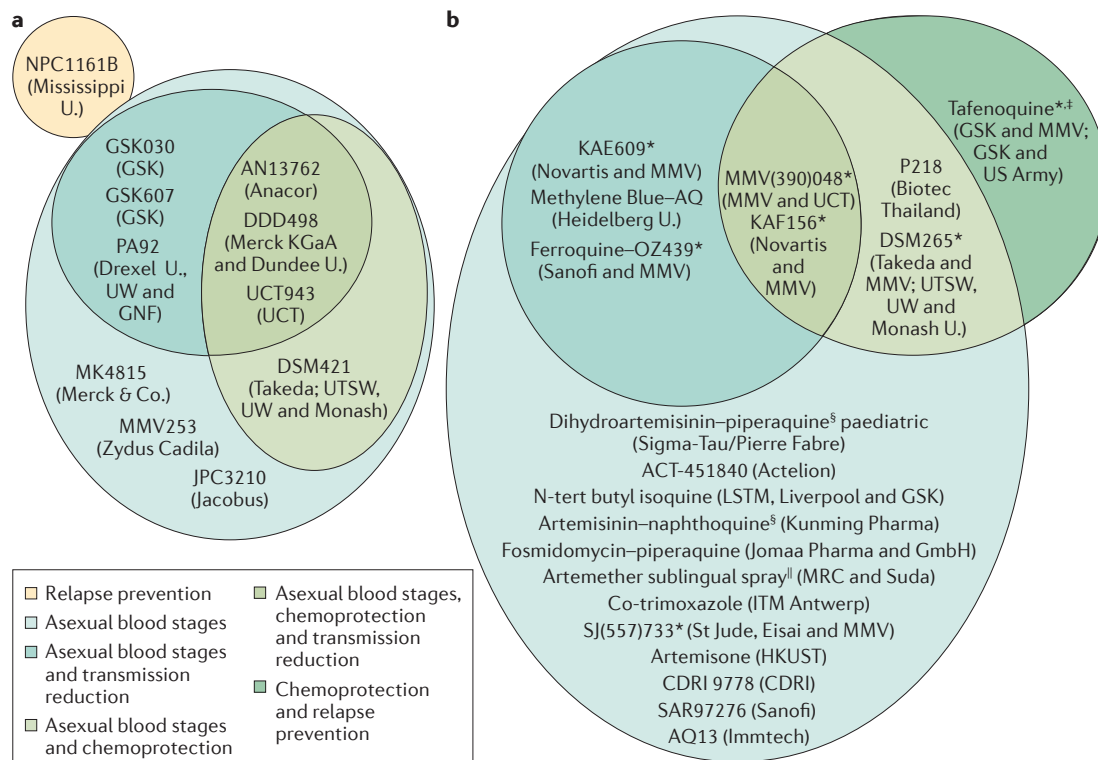 a
NPC1161B
(Mississippi
U.)
GSK030
(GSK)
GSK607
(GSK)
PA92
(Drexel U.,
UW and
GNF)
AN13762
(Anacor)
DDD498
(Merck KGaA
and Dundee U.)
UCT943
(UCT)
DSM421
(Takeda; UTSW,
UW and Monash)
MK4815
(Merck & Co.)
MMV253
(Zydus Cadila)
JPC3210
(Jacobus)
Relapse prevention
Asexual blood stages
Asexual blood stages
and transmission
reduction
Asexual blood stages
and chemoprotection
Asexual blood stages,
chemoprotection
and transmission
reduction
Chemoprotection
and relapse
prevention
b
KAE609*
(Novartis and MMV)
Methylene Blue–AQ
(Heidelberg U.)
Ferroquine–OZ439*
(Sanofi and MMV)
MMV(390)048*
(MMV and UCT)
KAF156*
(Novartis
and
MMV)
P218
(Biotec
Thailand)
DSM265*
(Takeda and
MMV; UTSW,
UW and
Monash U.)
Tafenoquine*,‡
(GSK and MMV;
GSK and
US Army)
Dihydroartemisinin–piperaquine§ paediatric
(Sigma-Tau/Pierre Fabre)
ACT-451840 (Actelion)
N-tert butyl isoquine (LSTM, Liverpool and GSK)
Artemisinin–naphthoquine§ (Kunming Pharma)
Fosmidomycin–piperaquine (Jomaa Pharma and GmbH)
Artemether sublingual spray|| (MRC and Suda)
Co-trimoxazole (ITM Antwerp)
SJ(557)733* (St Jude, Eisai and MMV)
Artemisone (HKUST)
CDRI 9778 (CDRI)
SAR97276 (Sanofi)
AQ13 (Immtech)